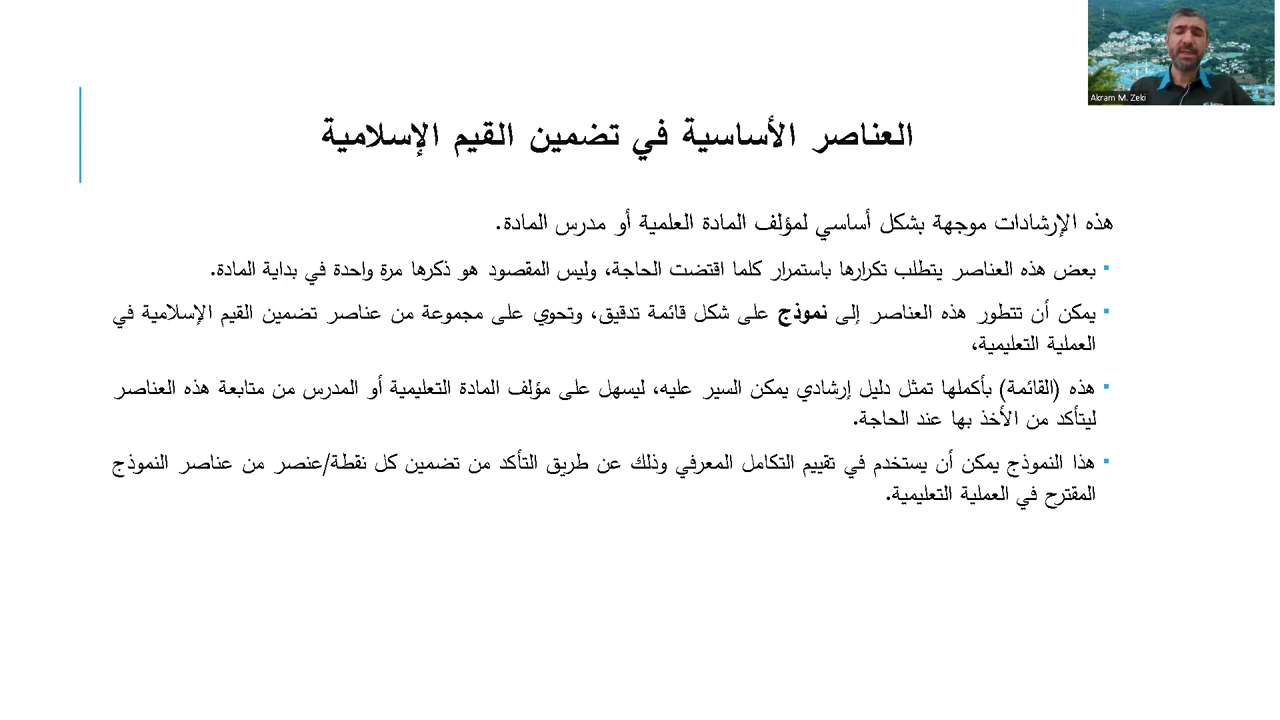 Akram M. Zeki
العناصر الأساسية في تضمين القيم الإسلامية
هذه الإرشادات موجهة بشكل أساسي لمؤلف المادة العلمية أو مدرس المادة.
▪ بعض هذه العناصر يتطلب تكرارها باستمرار كلما اقتضت الحاجة، وليس المقصود هو ذكرها مرة واحدة في بداية المادة.
▪ يمكن أن تتطور هذه العناصر إلى نموذج على شكل قائمة تدقيق، وتحوي على مجموعة من عناصر تضمين القيم الإسلامية في
العملية التعليمية،
▪ هذه (القائمة) بأكملها تمثل دليل إرشادي يمكن السير عليه، ليسهل على مؤلف المادة التعليمية أو المدرس من متابعة هذه العناصر
ليتأكد من الأخذ بها عند الحاجة.
▪ هذا النموذج يمكن أن يستخدم في تقييم التكامل المعرفي وذلك عن طريق التأكد من تضمين كل نقطة/عنصر من عناصر النموذج
المقترح في العملية التعليمية.